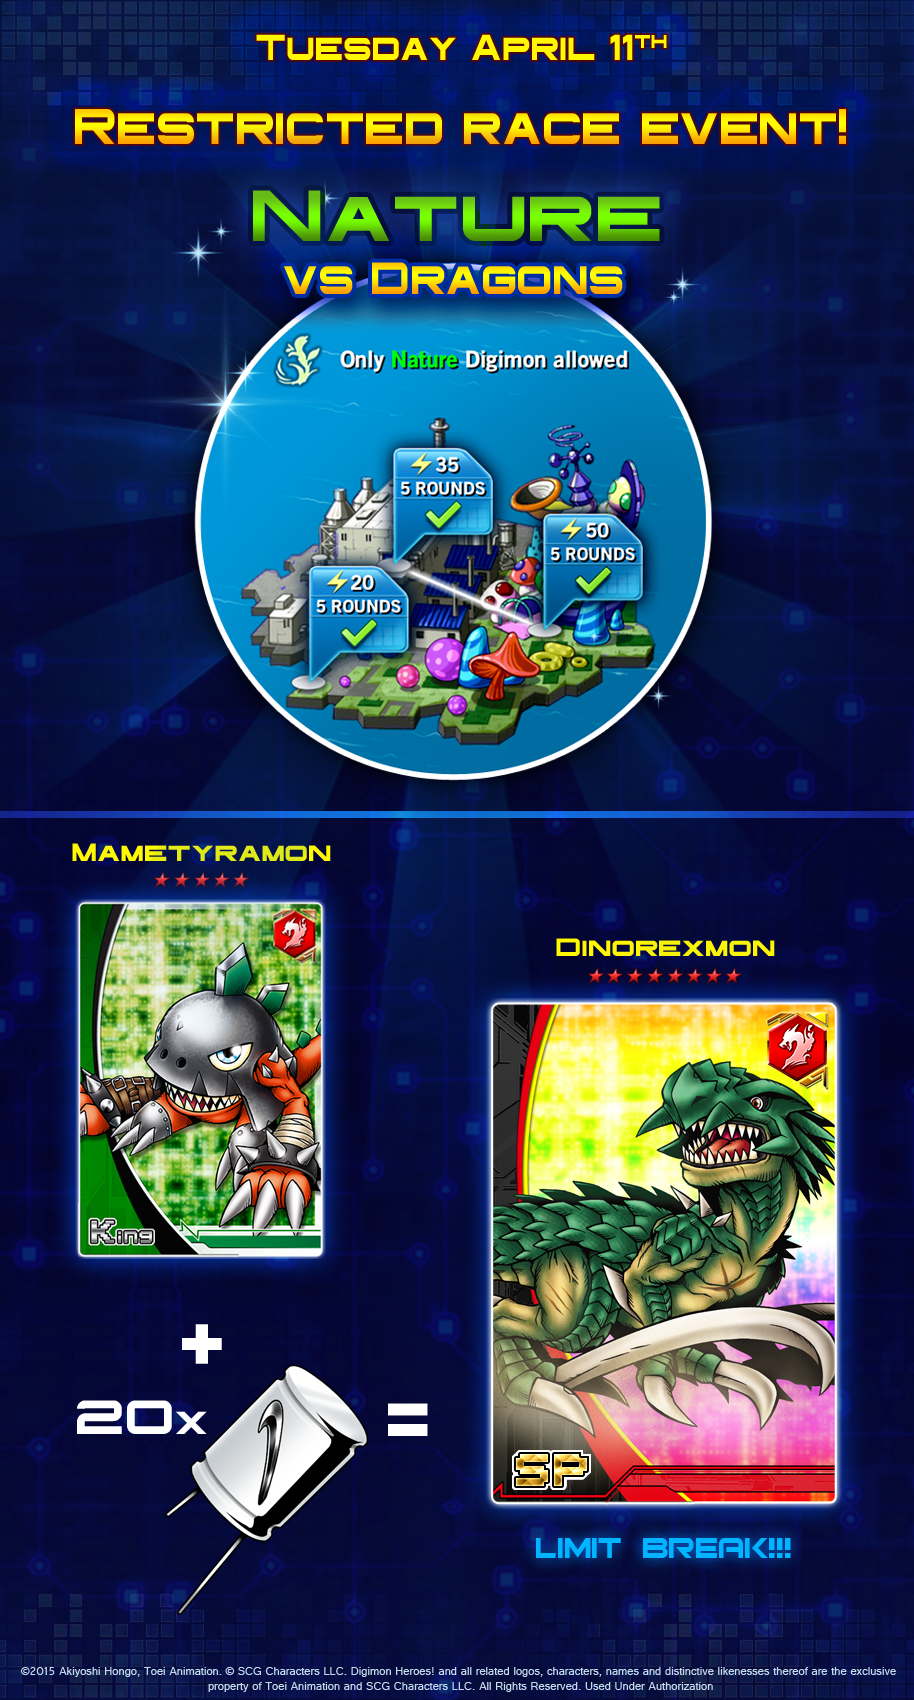 Tuesday April 11TH
Restricted race event!
Nature
vs Dragons
Only Nature Digimon allowed
35
5 ROUNDS
50
5 ROUNDS
20
5 ROUNDS
Mametyramon
King
Dinorexmon
SP
+
20x
=
LIMIT BREAK!!!
©2015 Akiyoshi Hongo, Toei Animation. © SCG Characters LLC. Digimon Heroes! and all related logos, characters, names and distinctive likenesses thereof are the exclusive
property of Toei Animation and SCG Characters LLC. All Rights Reserved. Used Under Authorization